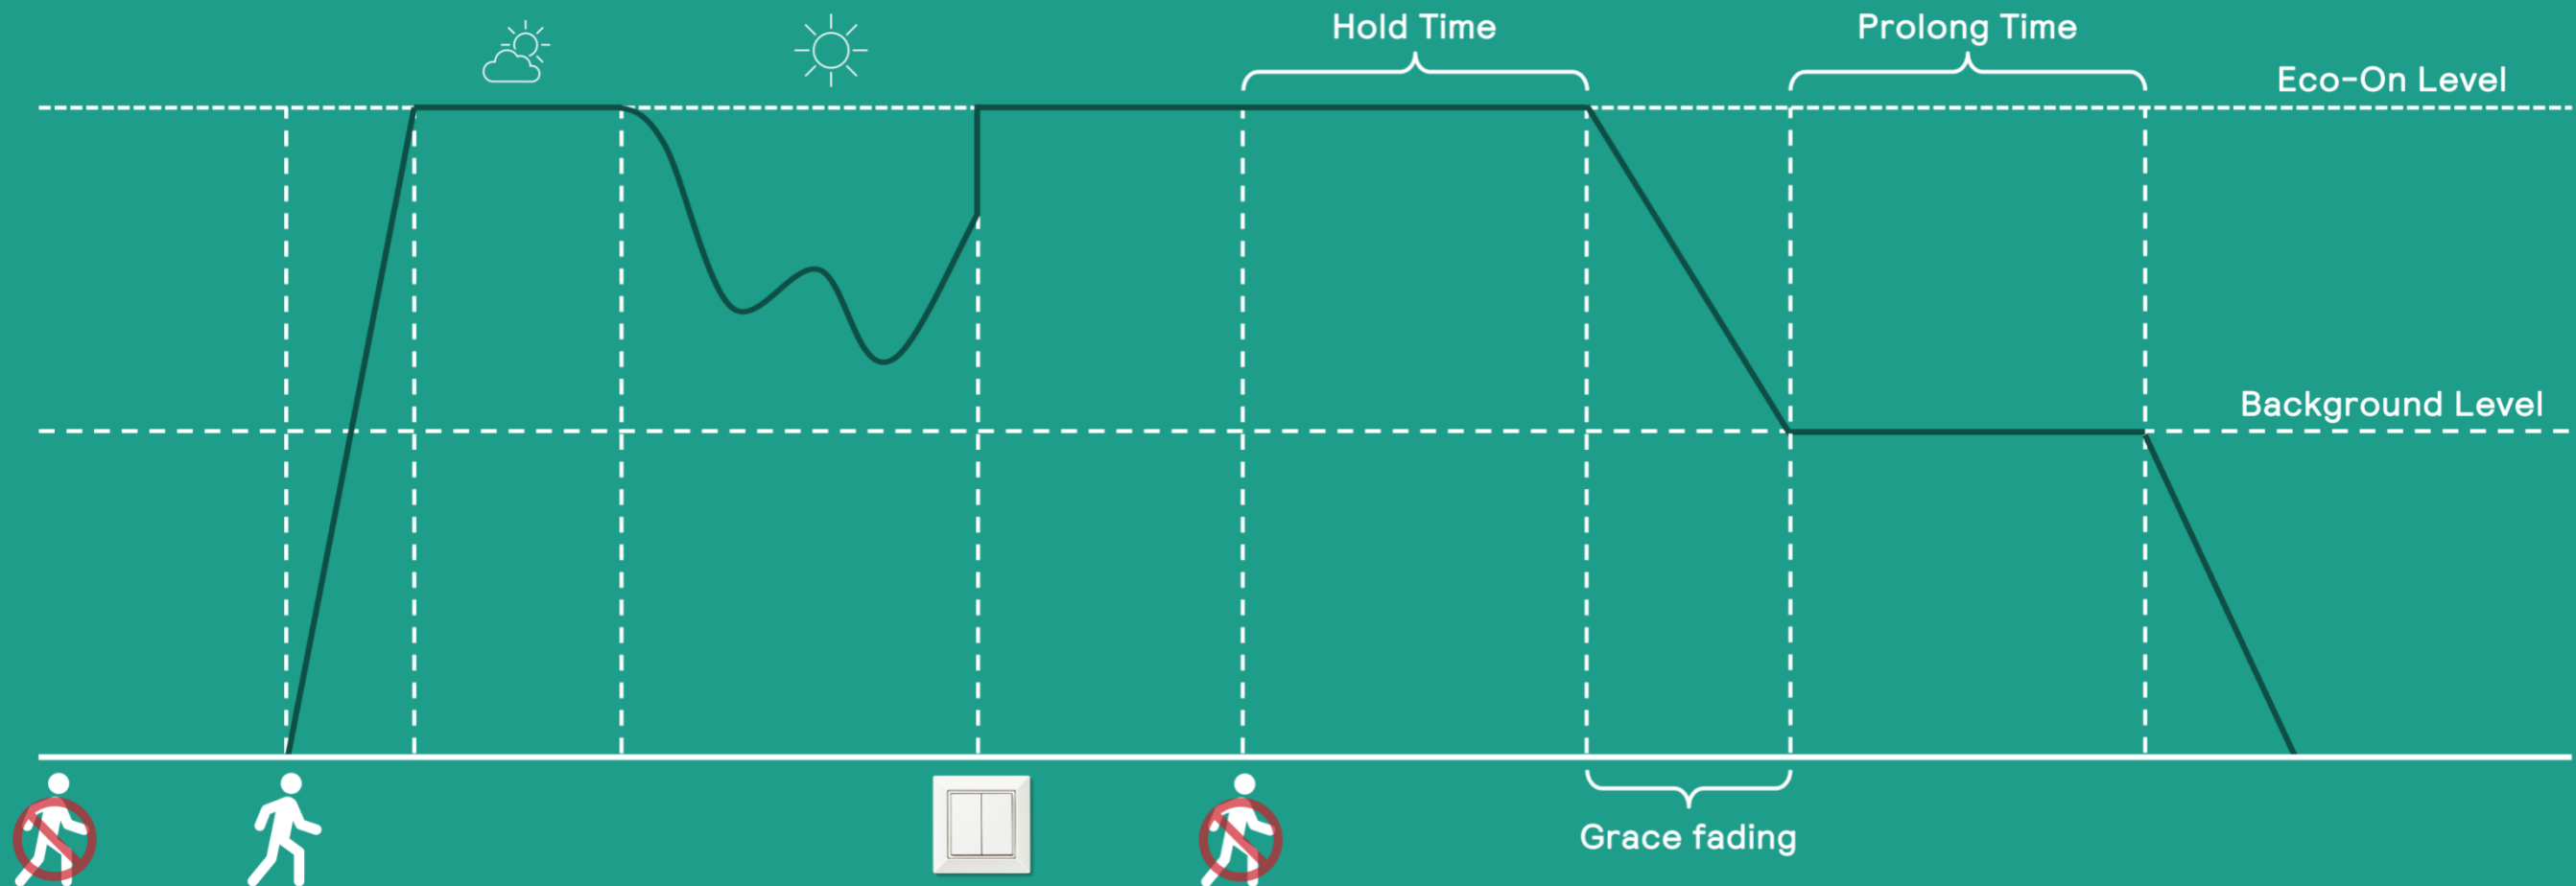 Hold Time
Prolong Time
Eco-On Level
Background Level
Grace fading